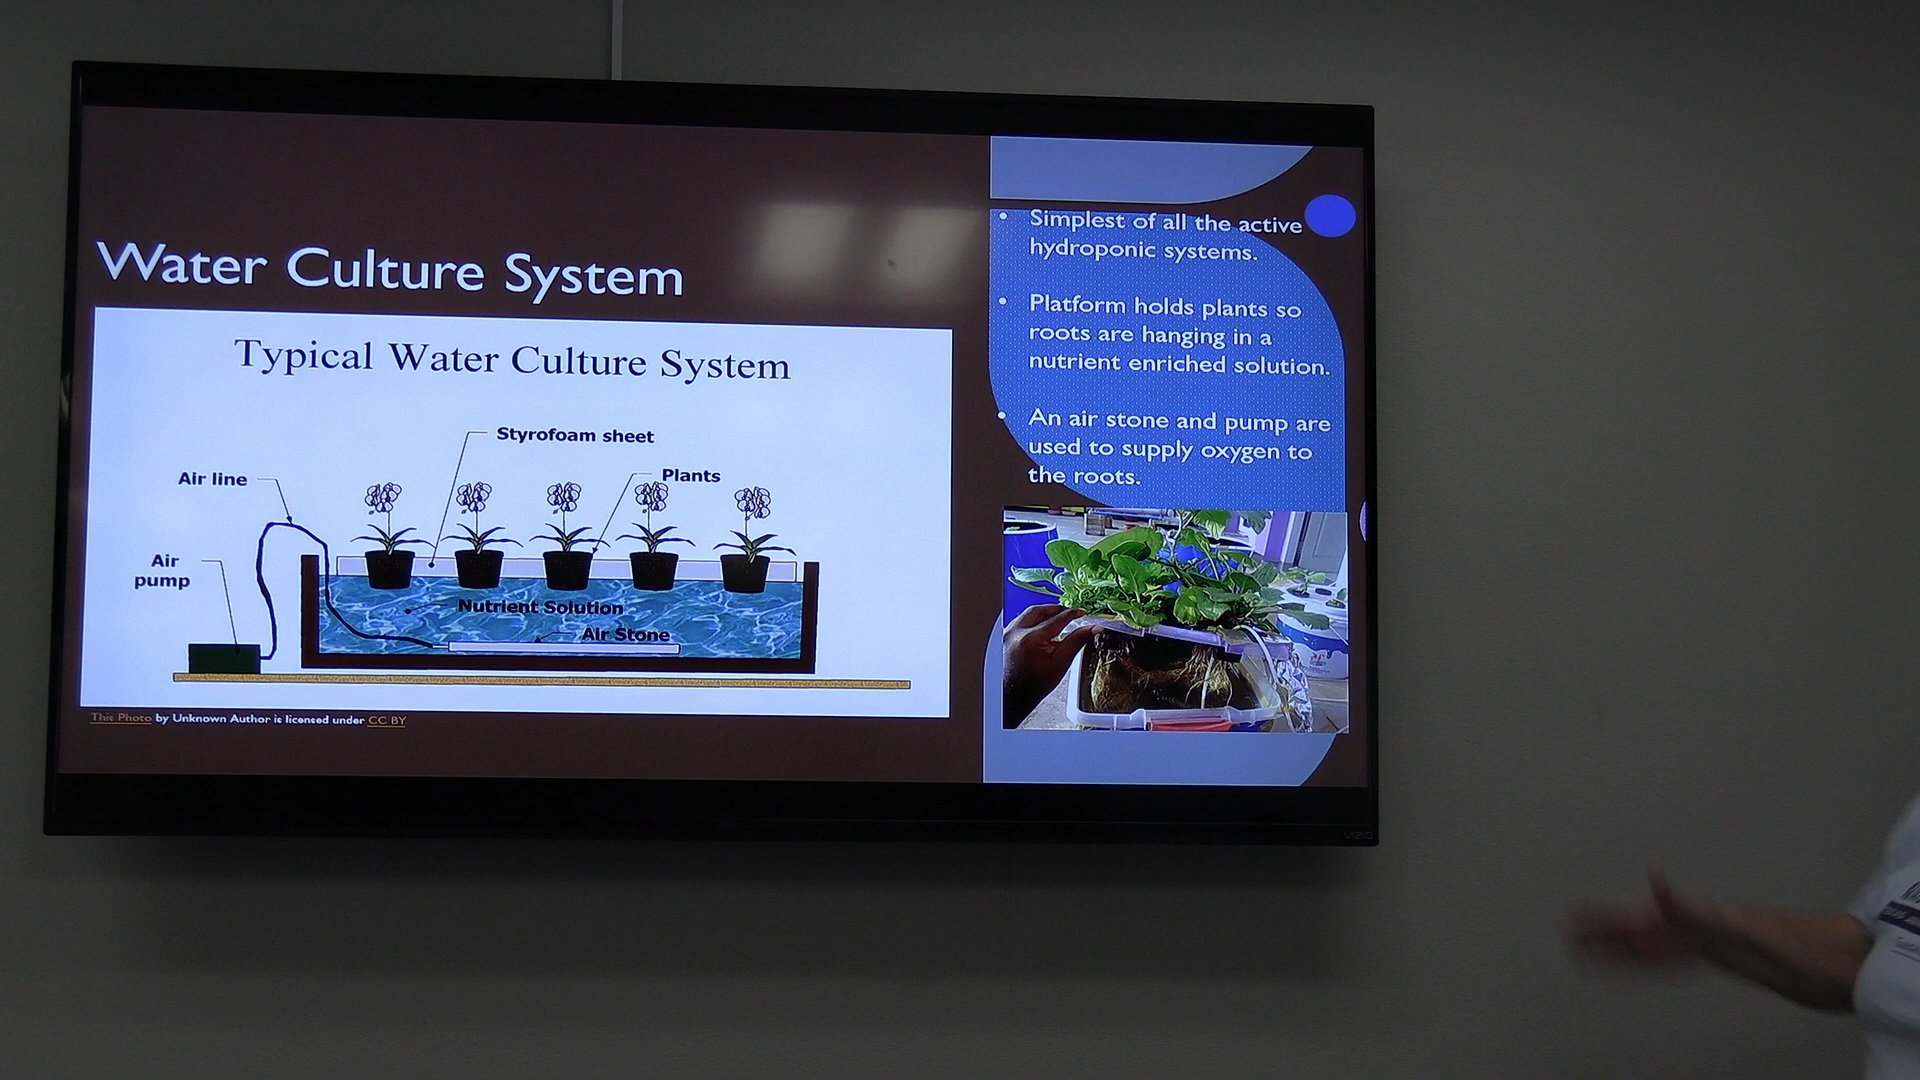 Water Culture System
Typical Water Culture System
Styrofoam sheet
Plants
Air line
Air
pump
Nutrient Solution
Air Stone
This Photo by Unknown Author is licensed under CC BY
• Simplest of all the active
hydroponic systems.
• Platform holds plants so
roots are hanging in a
nutrient enriched solution.
• An air stone and pump are
used to supply oxygen to
the roots.
VIZIO